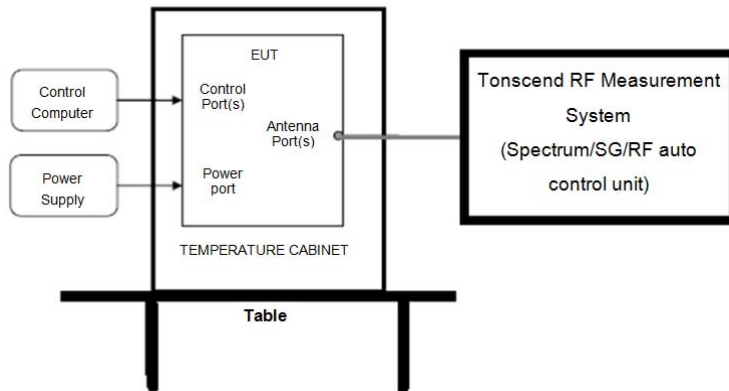 EUT
Control
Computer
Control
Port(s)
Antenna
Port(s)
Power
Supply
Power
port
TEMPERATURE CABINET
Table
Tonscend RF Measurement
System
(Spectrum/SG/RF auto
control unit)